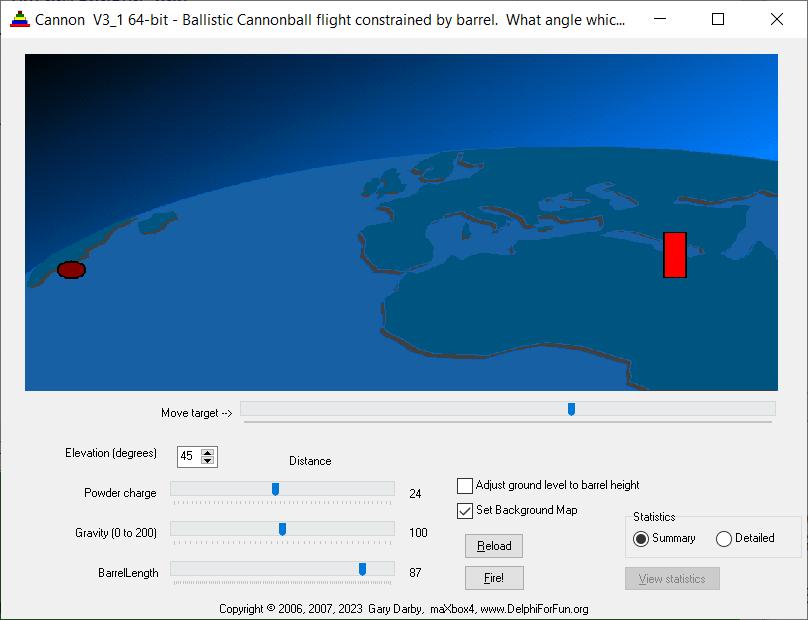 Cannon  V3_1 64-bit - Ballistic Cannonball flight constrained by barrel.  What angle whic...
Move target -->
Elevation (degrees)
45
Distance
Powder charge
24
Gravity (0 to 200)
100
BarrelLength
87
Adjust ground level to barrel height
Set Background Map
Reload
Fire!
Statistics
Summary
Detailed
View statistics
Copyright © 2006, 2007, 2023  Gary Darby,  maXbox4, www.DelphiForFun.org